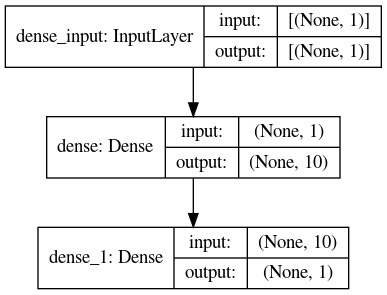 dense_input: InputLayer
input: [(None, 1)]
output: [(None, 1)]
dense: Dense
input: (None, 1)
output: (None, 10)
dense_1: Dense
input: (None, 10)
output: (None, 1)